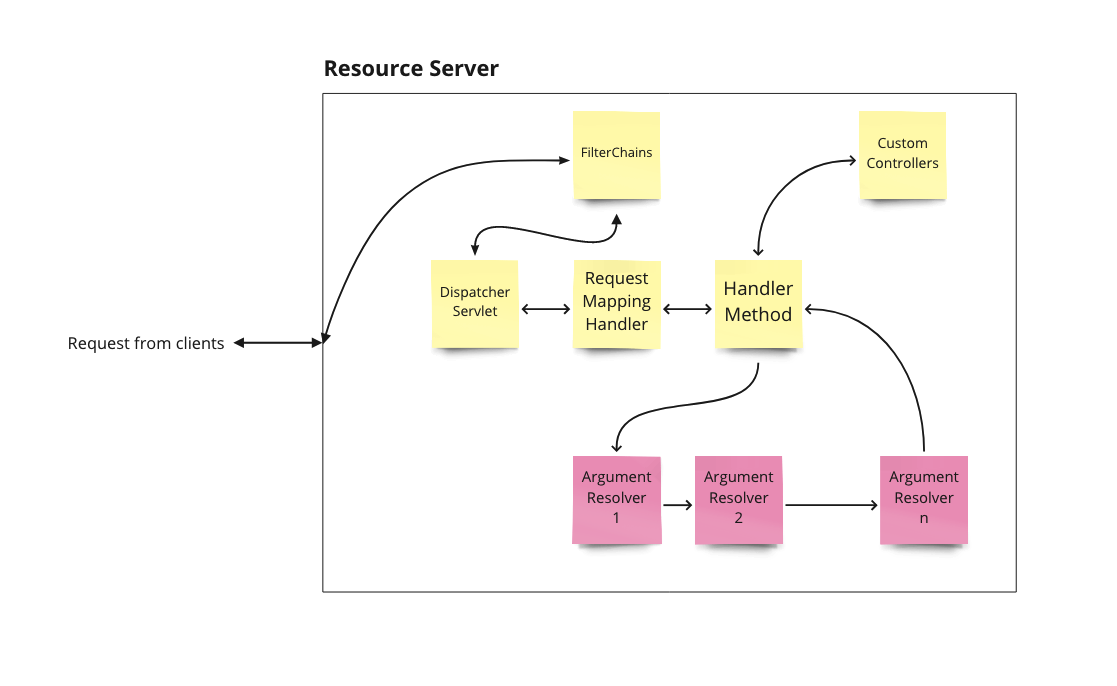 Resource Server
FilterChains
Custom
Controllers
Dispatcher
Servlet
Request
Mapping
Handler
Handler
Method
Request from clients
Argument
Resolver
1
Argument
Resolver
2
Argument
Resolver
n